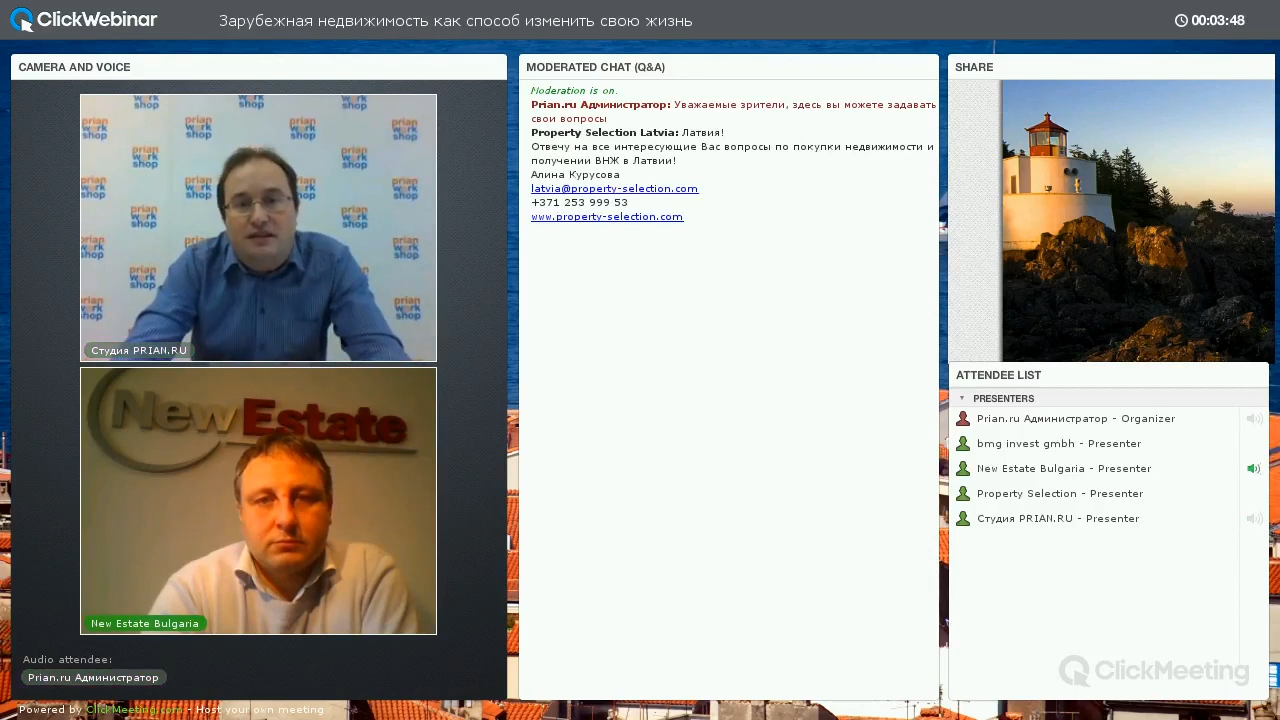 ClickWebinar
Зарубежная недвижимость как способ изменить свою жизнь
00:03:48
CAMERA AND VOICE
prian work shop
Студия PRIAN.RU
NewEstate
New Estate Bulgaria
Audio attendee:
Prian.ru Администратор
MODERATED CHAT (Q&A)
Moderation is on.
Prian.ru Администратор: Уважаемые зрители, здесь вы можете задавать
свои вопросы
Property Selection Latvia: Латвия!
Отвечу на все интересующие Вас вопросы по покупки недвижимости и
получении ВНЖ в Латвии!
Алина Курусова
latvia@property-selection.com
+371 253 999 53
www.property-selection.com
SHARE
ATTENDEE LIST
PRESENTERS
Prian.ru Администратор - Organizer
bmg invest gmbh - Presenter
New Estate Bulgaria - Presenter
Property Selection - Presenter
Студия PRIAN.RU - Presenter
ClickMeeting
Powered by ClickMeeting.com - Host your own meeting